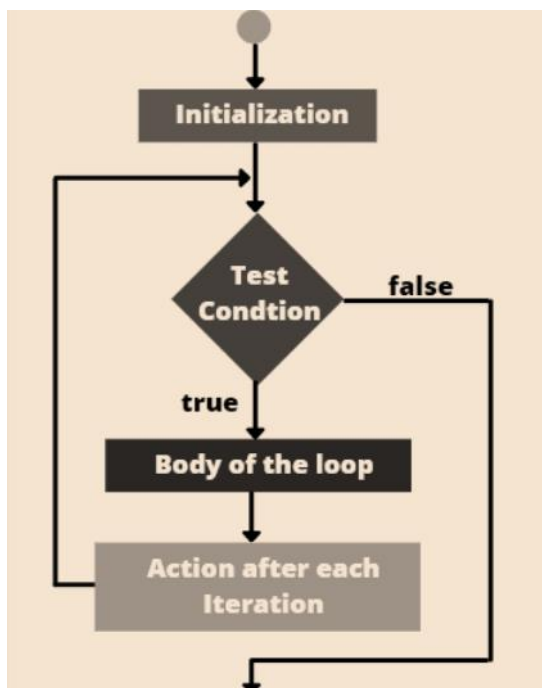 Initialization
Test
Condtion
false
true
Body of the loop
Action after each
Iteration